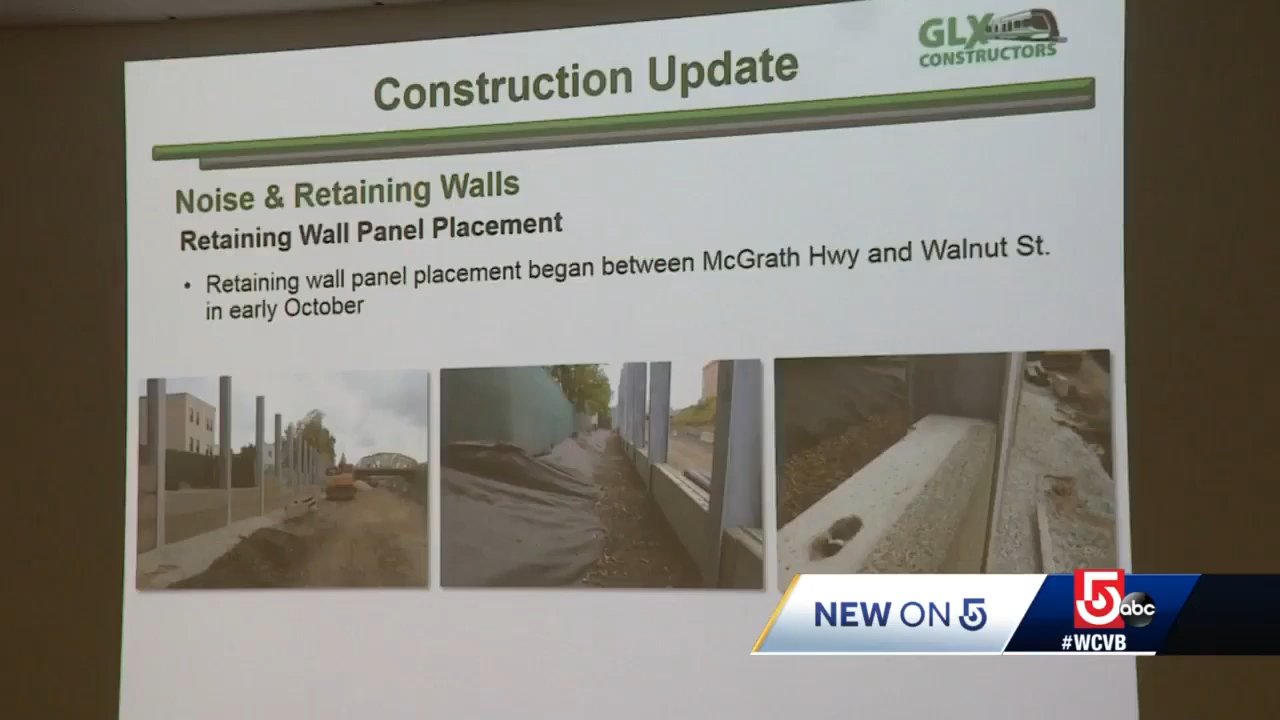 GLX
CONSTRUCTORS
Construction Update
Noise & Retaining Walls
Retaining Wall Panel Placement
• Retaining wall panel placement began between McGrath Hwy and Walnut St.
in early October
NEW ON 5
5 abc
#WCVB